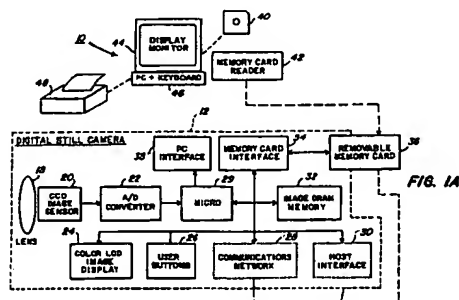 40
44
10
DISPLAY
MONITOR
42
MEMORY CARD
READER
48
PC + KEYBOARD
46
12
34
DIGITAL STILL CAMERA
PC
INTERFACE
MEMORY CARD
INTERFACE
REMOVABLE
MEMORY CARD
36
FIG. 1A
18
20
CCD
IMAGE
SENSOR
22
A/D
CONVERTER
29
MICRO
32
IMAGE DRAM
MEMORY
LENS
24
COLOR LCD
IMAGE
DISPLAY
26
USER
BUTTONS
28
COMMUNICATIONS
NETWORK
30
HOST
INTERFACE